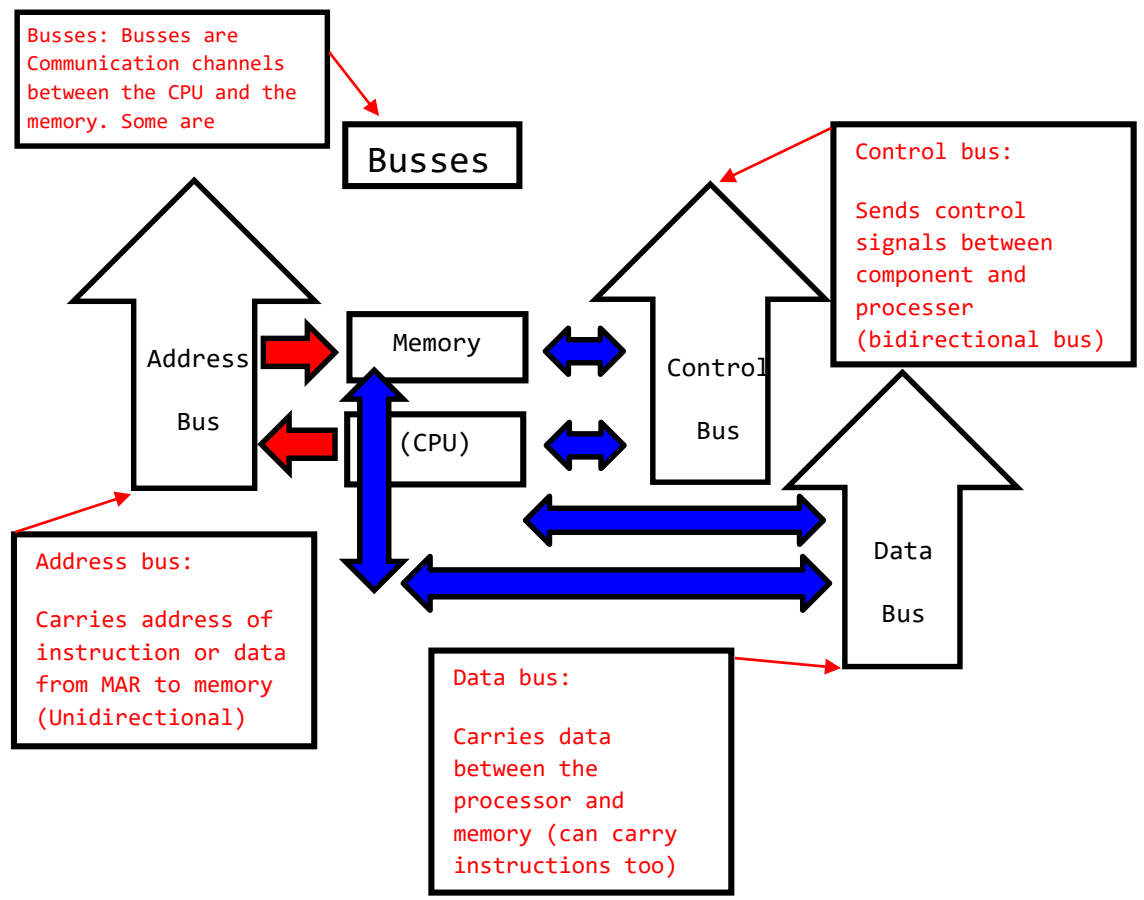 Busses: Busses are
Communication channels
between the CPU and the
memory. Some are
Busses
Control bus:
Sends control
signals between
component and
processer
(bidirectional bus)
Address
Bus
Memory
(CPU)
Control
Bus
Data
Bus
Address bus:
Carries address of
instruction or data
from MAR to memory
(Unidirectional)
Data bus:
Carries data
between the
processor and
memory (can carry
instructions too)